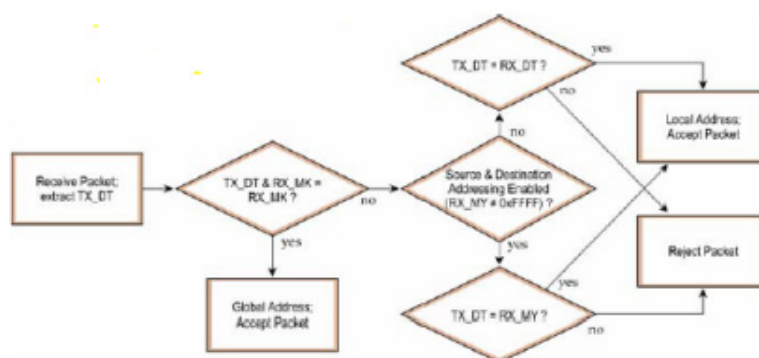 TX_DT = RX_DT ?
yes
no
Local Address;
Accept Packet
no
Receive Packet;
extract TX_DT
TX_DT & RX_MK =
RX_MK ?
no
Source & Destination
Addressing Enabled
(RX_MY ≠ 0xFFFF) ?
yes
yes
Reject Packet
Global Address;
Accept Packet
TX_DT = RX_MY ?
yes
no